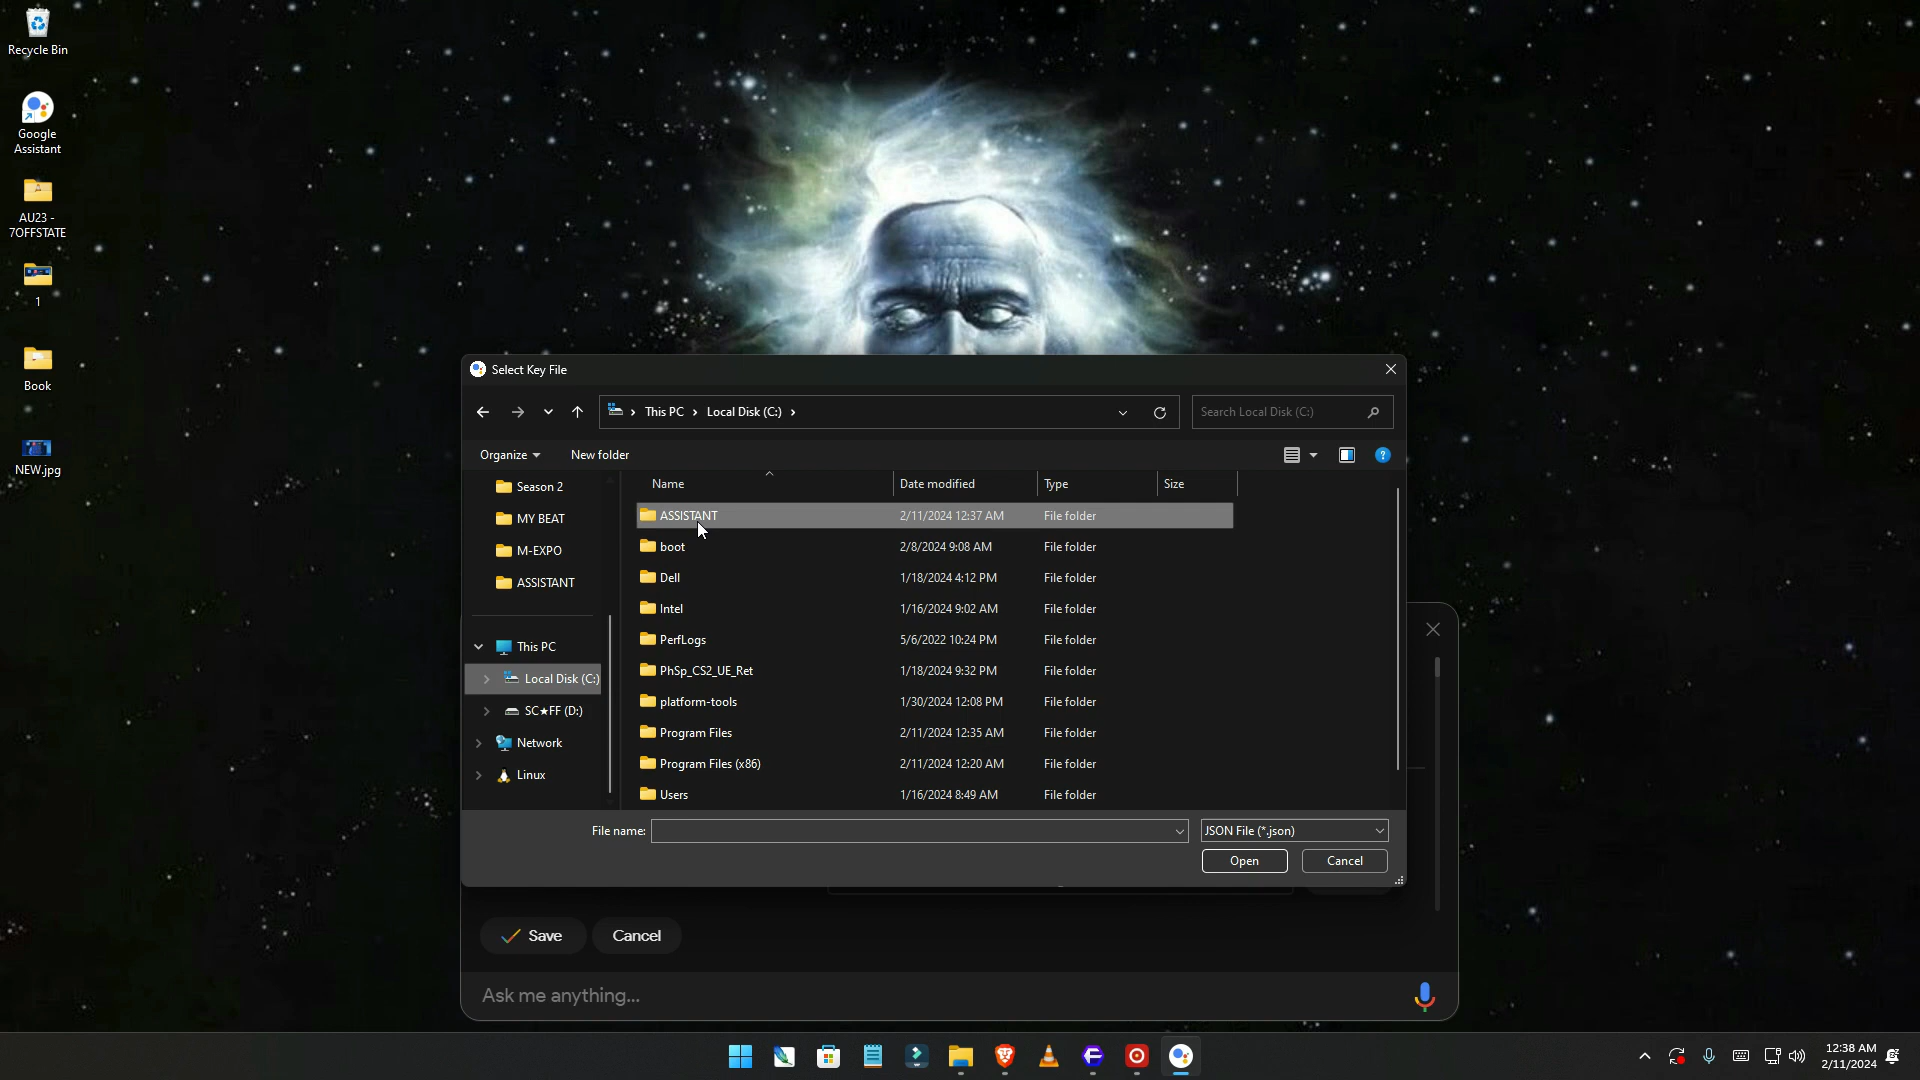 Recycle Bin
Google
Assistant
AU23 -
7OFFSTATE
1
Book
NEW.jpg
Select Key File
This PC
Local Disk (C:)
Search Local Disk (C:)
Organize
New folder
Season 2
MY BEAT
M-EXPO
ASSISTANT
This PC
Local Disk (C:)
SC★FF (D:)
Network
Linux
Name Date modified Type Size
ASSISTANT 2/11/2024 12:37 AM File folder
boot 2/8/2024 9:08 AM File folder
Dell 1/18/2024 4:12 PM File folder
Intel 1/16/2024 9:02 AM File folder
PerfLogs 5/6/2022 10:24 PM File folder
PhSp_CS2_UE_Ret 1/18/2024 9:32 PM File folder
platform-tools 1/30/2024 12:08 PM File folder
Program Files 2/11/2024 12:35 AM File folder
Program Files (x86) 2/11/2024 12:20 AM File folder
Users 1/16/2024 8:49 AM File folder
File name: JSON File (*.json)
Open Cancel
Save Cancel
Ask me anything...
12:38 AM
2/11/2024